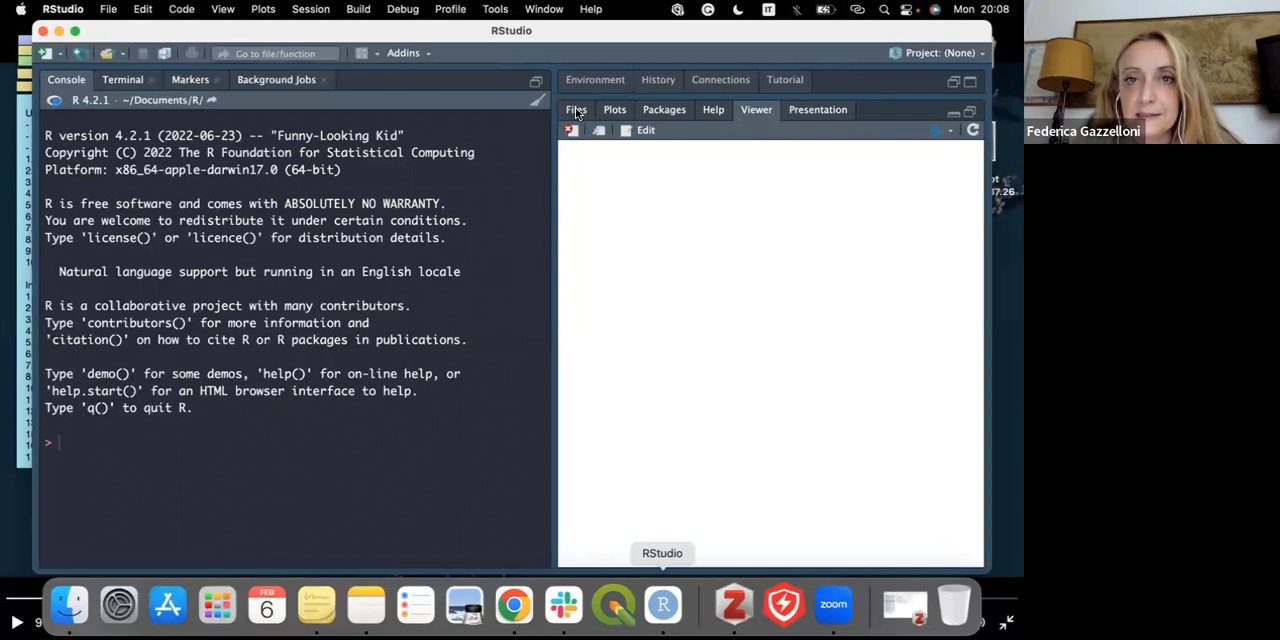 RStudio File Edit Code View Plots Session Build Debug Profile Tools Window Help IT Mon 20:08
RStudio
Go to file/function Addins Project: (None)
Console Terminal Markers Background Jobs
Environment History Connections Tutorial
R 4.2.1 · ~/Documents/R/
Files Plots Packages Help Viewer Presentation
Edit
R version 4.2.1 (2022-06-23) -- "Funny-Looking Kid"
Copyright (C) 2022 The R Foundation for Statistical Computing
Platform: x86_64-apple-darwin17.0 (64-bit)
R is free software and comes with ABSOLUTELY NO WARRANTY.
You are welcome to redistribute it under certain conditions.
Type 'license()' or 'licence()' for distribution details.
Natural language support but running in an English locale
R is a collaborative project with many contributors.
Type 'contributors()' for more information and
'citation()' on how to cite R or R packages in publications.
Type 'demo()' for some demos, 'help()' for on-line help, or
'help.start()' for an HTML browser interface to help.
Type 'q()' to quit R.
>
Federica Gazzelloni
RStudio
FEB
6
R
Z
zoom